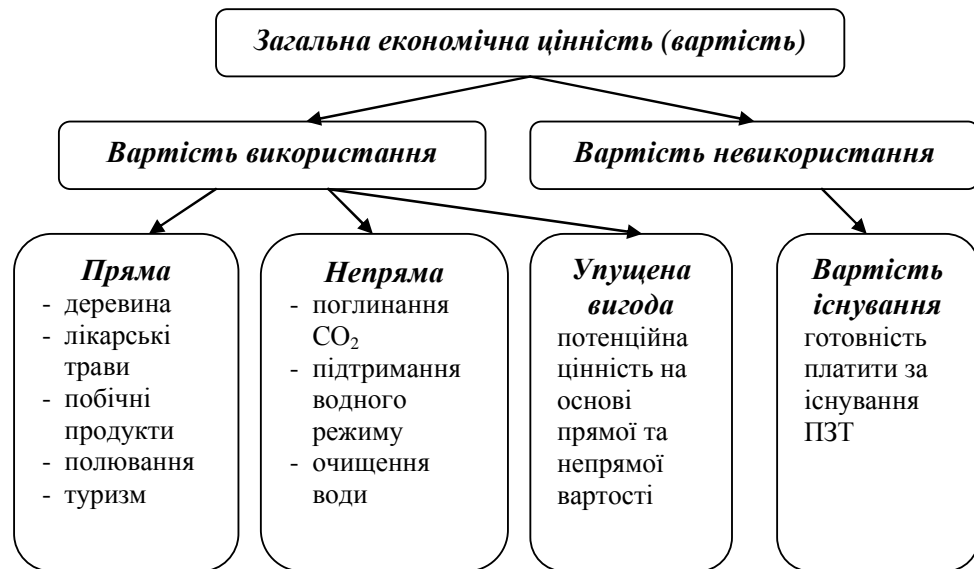 Загальна економічна цінність (вартість)
Вартість використання
Вартість невикористання
Пряма
- деревина
- лікарські
трави
- побічні
продукти
- полювання
- туризм
Непряма
- поглинання
CO₂
- підтримання
водного
режиму
- очищення
води
Упущена
вигода
потенційна
цінність на
основі
прямої та
непрямої
вартості
Вартість
існування
готовність
платити за
існування
ПЗТ